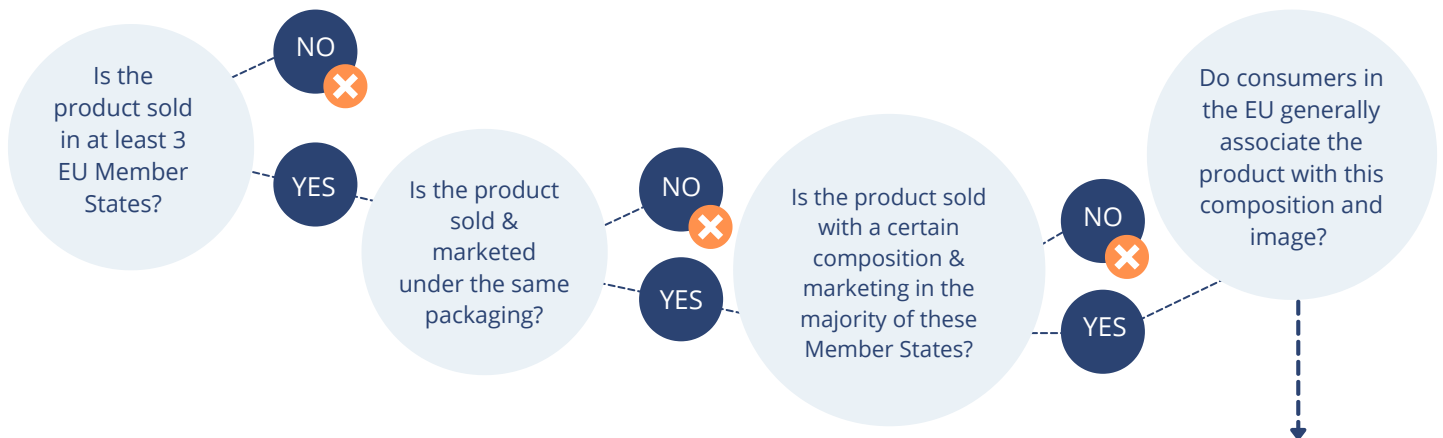 Is the
product sold
in at least 3
EU Member
States?
NO
YES
Is the product
sold &
marketed
under the same
packaging?
NO
YES
Is the product sold
with a certain
composition &
marketing in the
majority of these
Member States?
NO
YES
Do consumers in
the EU generally
associate the
product with this
composition and
image?